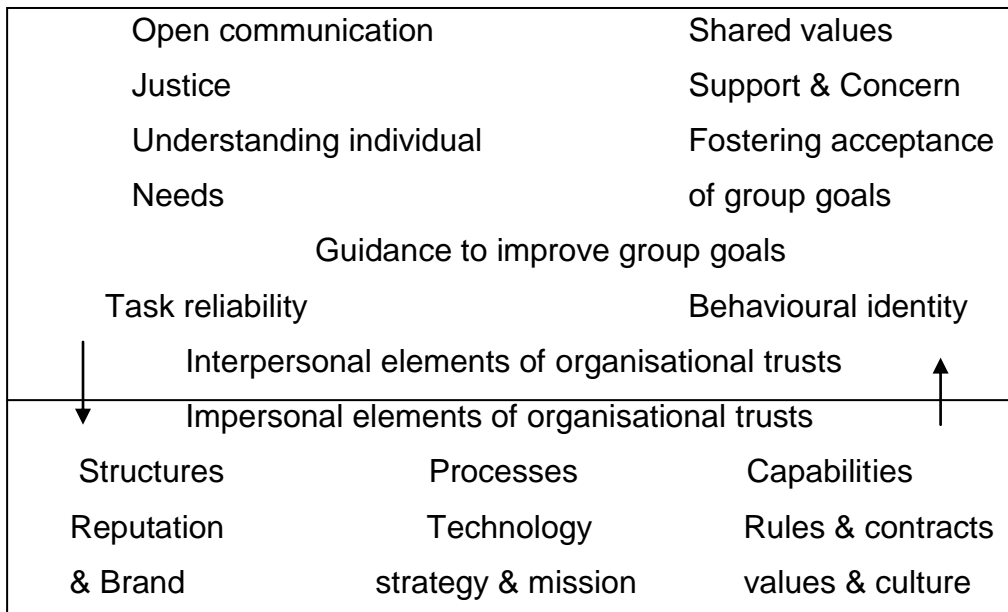 Open communication Shared values
Justice Support & Concern
Understanding individual Fostering acceptance
Needs of group goals
Guidance to improve group goals
Task reliability Behavioural identity
Interpersonal elements of organisational trusts
Impersonal elements of organisational trusts
Structures Processes Capabilities
Reputation Technology Rules & contracts
& Brand strategy & mission values & culture